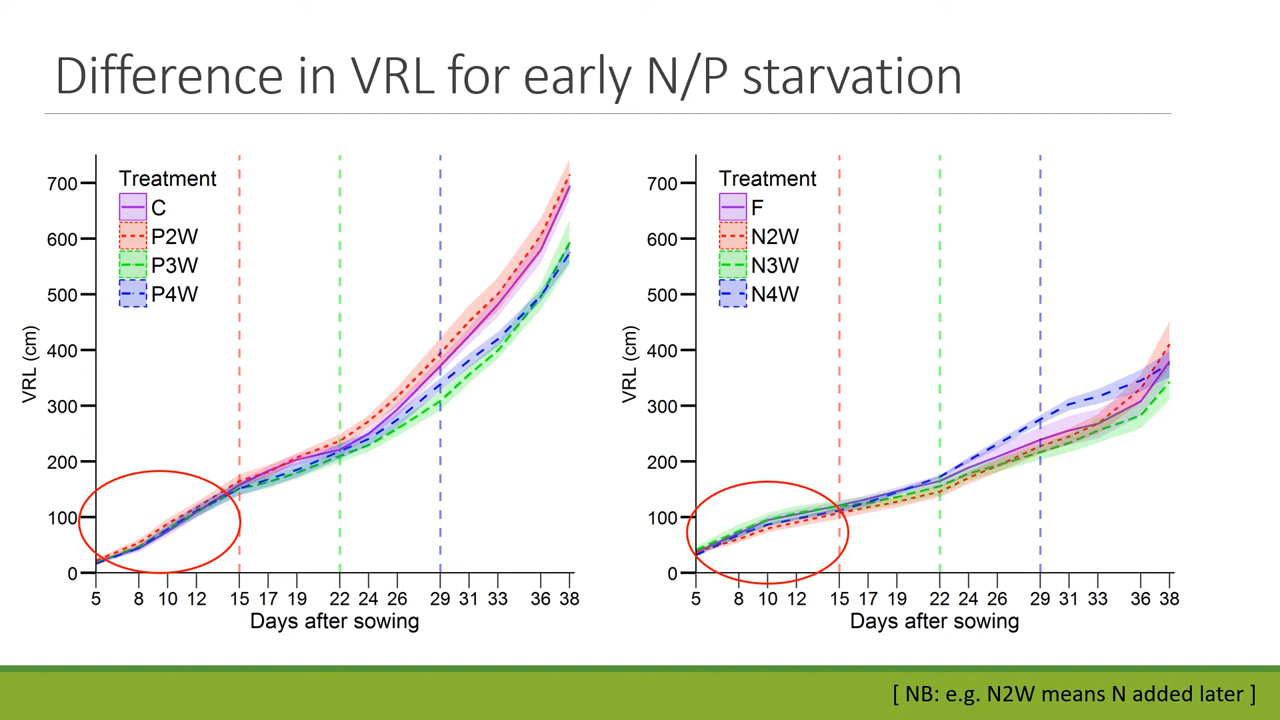 Difference in VRL for early N/P starvation
Treatment
C
P2W
P3W
P4W
700
600
500
400
300
200
100
0
VRL (cm)
5 8 10 12 15 17 19 22 24 26 29 31 33 36 38
Days after sowing
Treatment
F
N2W
N3W
N4W
700
600
500
400
300
200
100
0
VRL (cm)
5 8 10 12 15 17 19 22 24 26 29 31 33 36 38
Days after sowing
[ NB: e.g. N2W means N added later ]